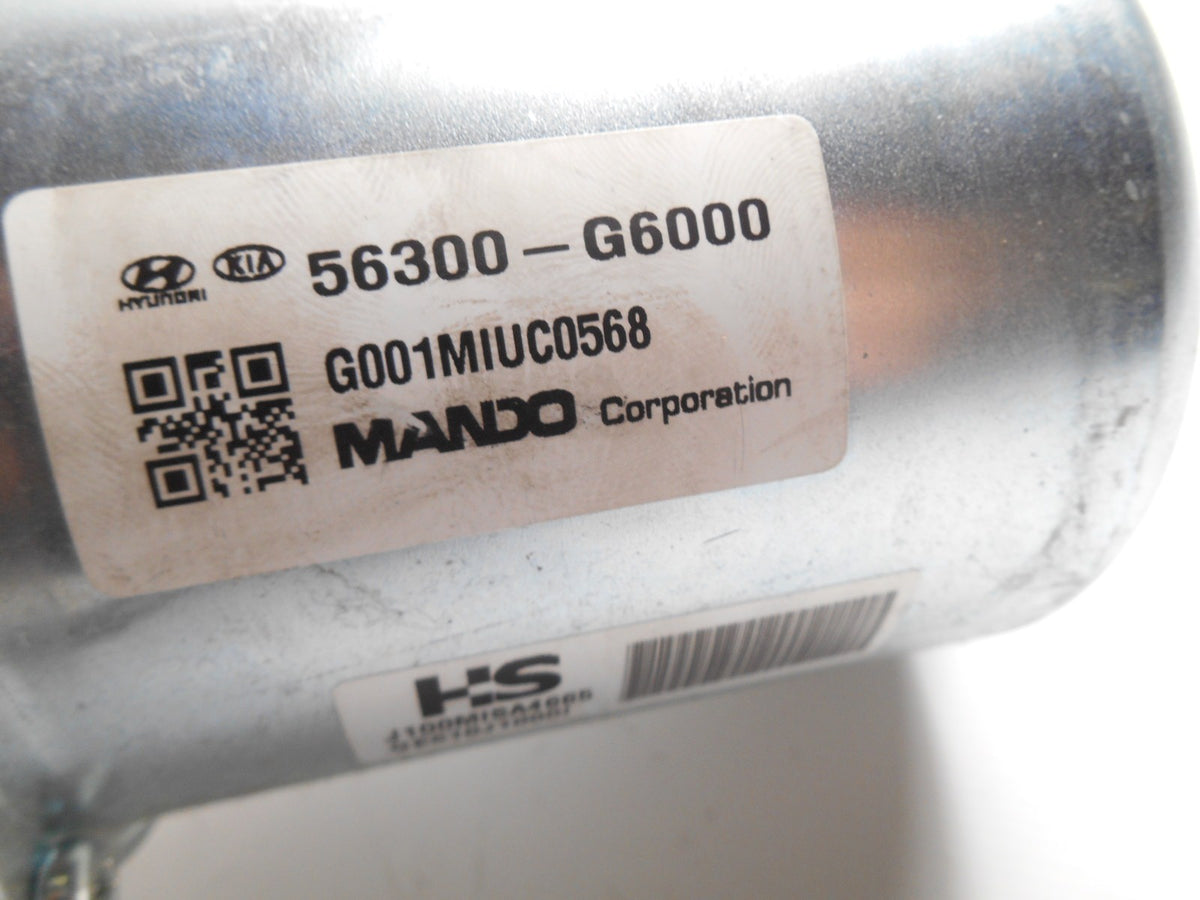 HYUNDAI KIA 56300-G6000
G001MIUC0568
MANDO Corporation
HS